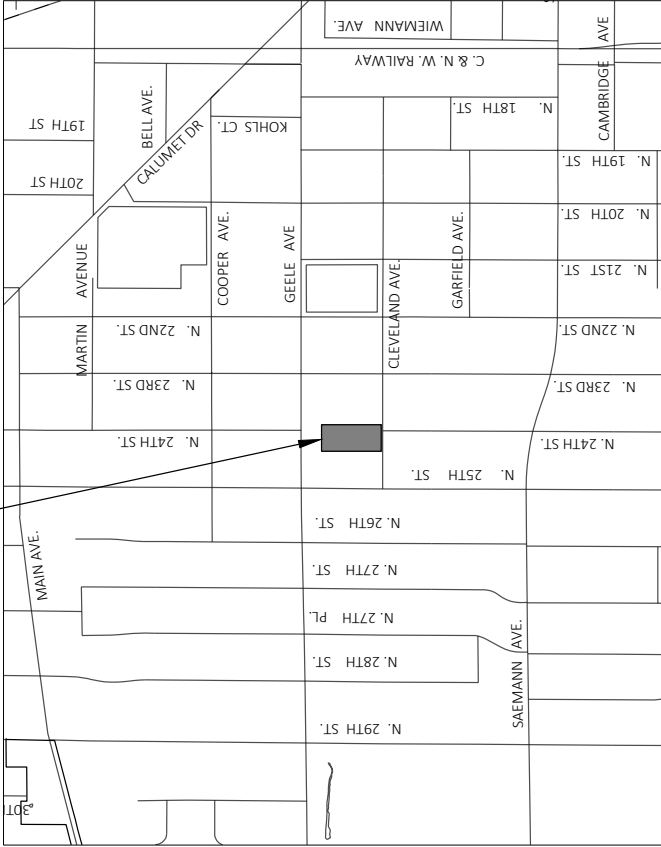 WIEMANN AVE.
CAMBRIDGE AVE
C. & N. W. RAILWAY
N. 18TH ST.
KOHLS CT.
BELL AVE.
19TH ST
CALUMET DR
N. 19TH ST.
20TH ST
N. 20TH ST.
MARTIN AVENUE
COOPER AVE.
GEELE AVE
CLEVELAND AVE.
GARFIELD AVE.
N. 21ST ST.
N. 22ND ST.
N. 22ND ST.
N. 23RD ST.
N. 23RD ST.
N. 24TH ST.
N. 24TH ST.
N. 25TH ST.
N. 26TH ST.
MAIN AVE.
N. 27TH ST.
N. 27TH PL.
SAEMANN AVE.
N. 28TH ST.
N. 29TH ST.